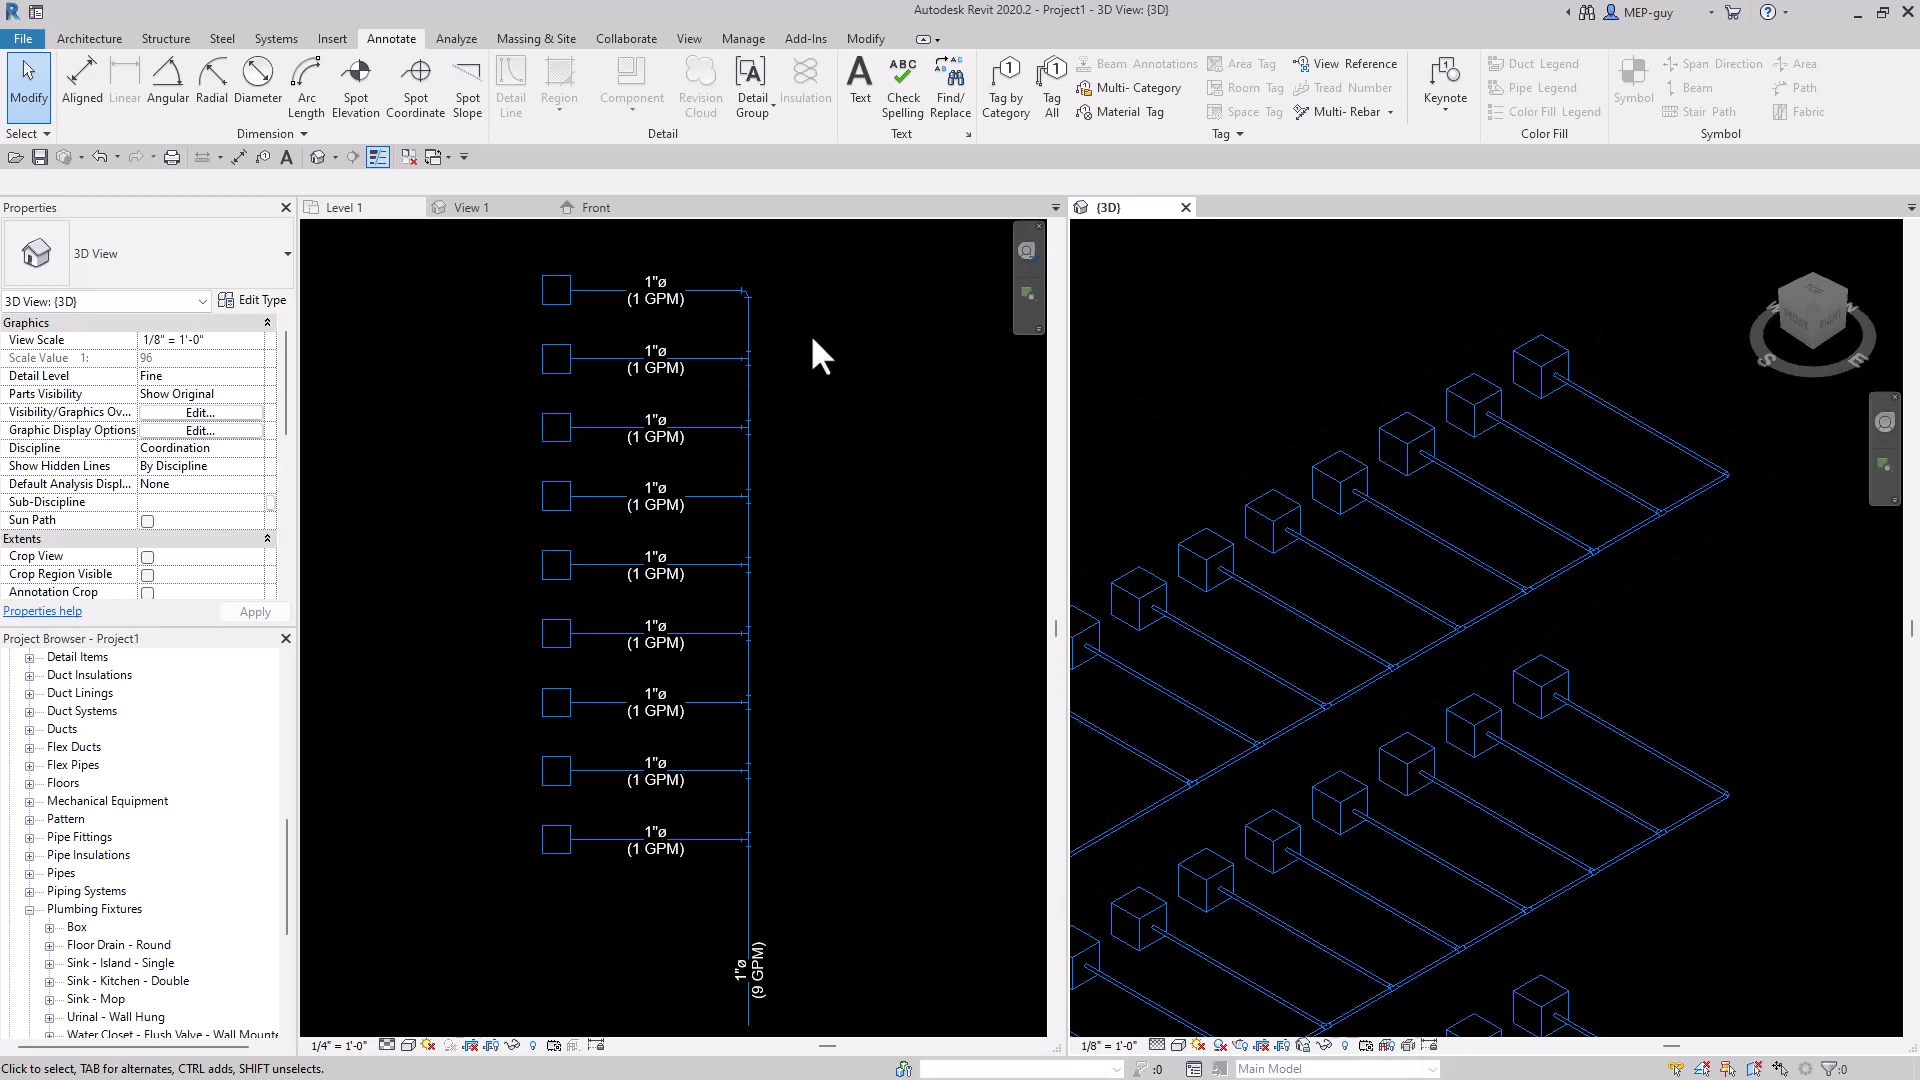 Autodesk Revit 2020.2 - Project1 - 3D View: {3D}
MEP-guy
File Architecture Structure Steel Systems Insert Annotate Analyze Massing & Site Collaborate View Manage Add-Ins Modify
Modify
Aligned Linear Angular Radial Diameter Arc Length Spot Elevation Spot Coordinate Spot Slope
Detail Line Region Component Revision Cloud Detail Group Insulation
Text ABC Check Spelling Find/ Replace
Tag by Category Tag All
Beam Annotations Area Tag View Reference
Multi- Category Room Tag Tread Number
Material Tag Space Tag Multi- Rebar
Keynote
Duct Legend
Pipe Legend
Color Fill Legend
Symbol Span Direction Area
Beam Path
Stair Path Fabric
Select Dimension Detail Text Tag Color Fill Symbol
Properties
3D View
3D View: {3D} Edit Type
Graphics
View Scale 1/8" = 1'-0"
Scale Value 1: 96
Detail Level Fine
Parts Visibility Show Original
Visibility/Graphics Ov... Edit...
Graphic Display Options Edit...
Discipline Coordination
Show Hidden Lines By Discipline
Default Analysis Displ... None
Sub-Discipline
Sun Path
Extents
Crop View
Crop Region Visible
Annotation Crop
Properties help Apply
Project Browser - Project1
Detail Items
Duct Insulations
Duct Linings
Duct Systems
Ducts
Flex Ducts
Flex Pipes
Floors
Mechanical Equipment
Pattern
Pipe Fittings
Pipe Insulations
Pipes
Piping Systems
Plumbing Fixtures
Box
Floor Drain - Round
Sink - Island - Single
Sink - Kitchen - Double
Sink - Mop
Urinal - Wall Hung
Water Closet - Flush Valve - Wall Mounte
Level 1 View 1 Front
1"ø
(1 GPM)
1"ø
(1 GPM)
1"ø
(1 GPM)
1"ø
(1 GPM)
1"ø
(1 GPM)
1"ø
(1 GPM)
1"ø
(1 GPM)
1"ø
(1 GPM)
1"ø
(1 GPM)
1"ø
(9 GPM)
1/4" = 1'-0"
{3D}
TOP
FRONT RIGHT
W N
S E
1/8" = 1'-0"
Click to select, TAB for alternates, CTRL adds, SHIFT unselects.
:0
Main Model
:0